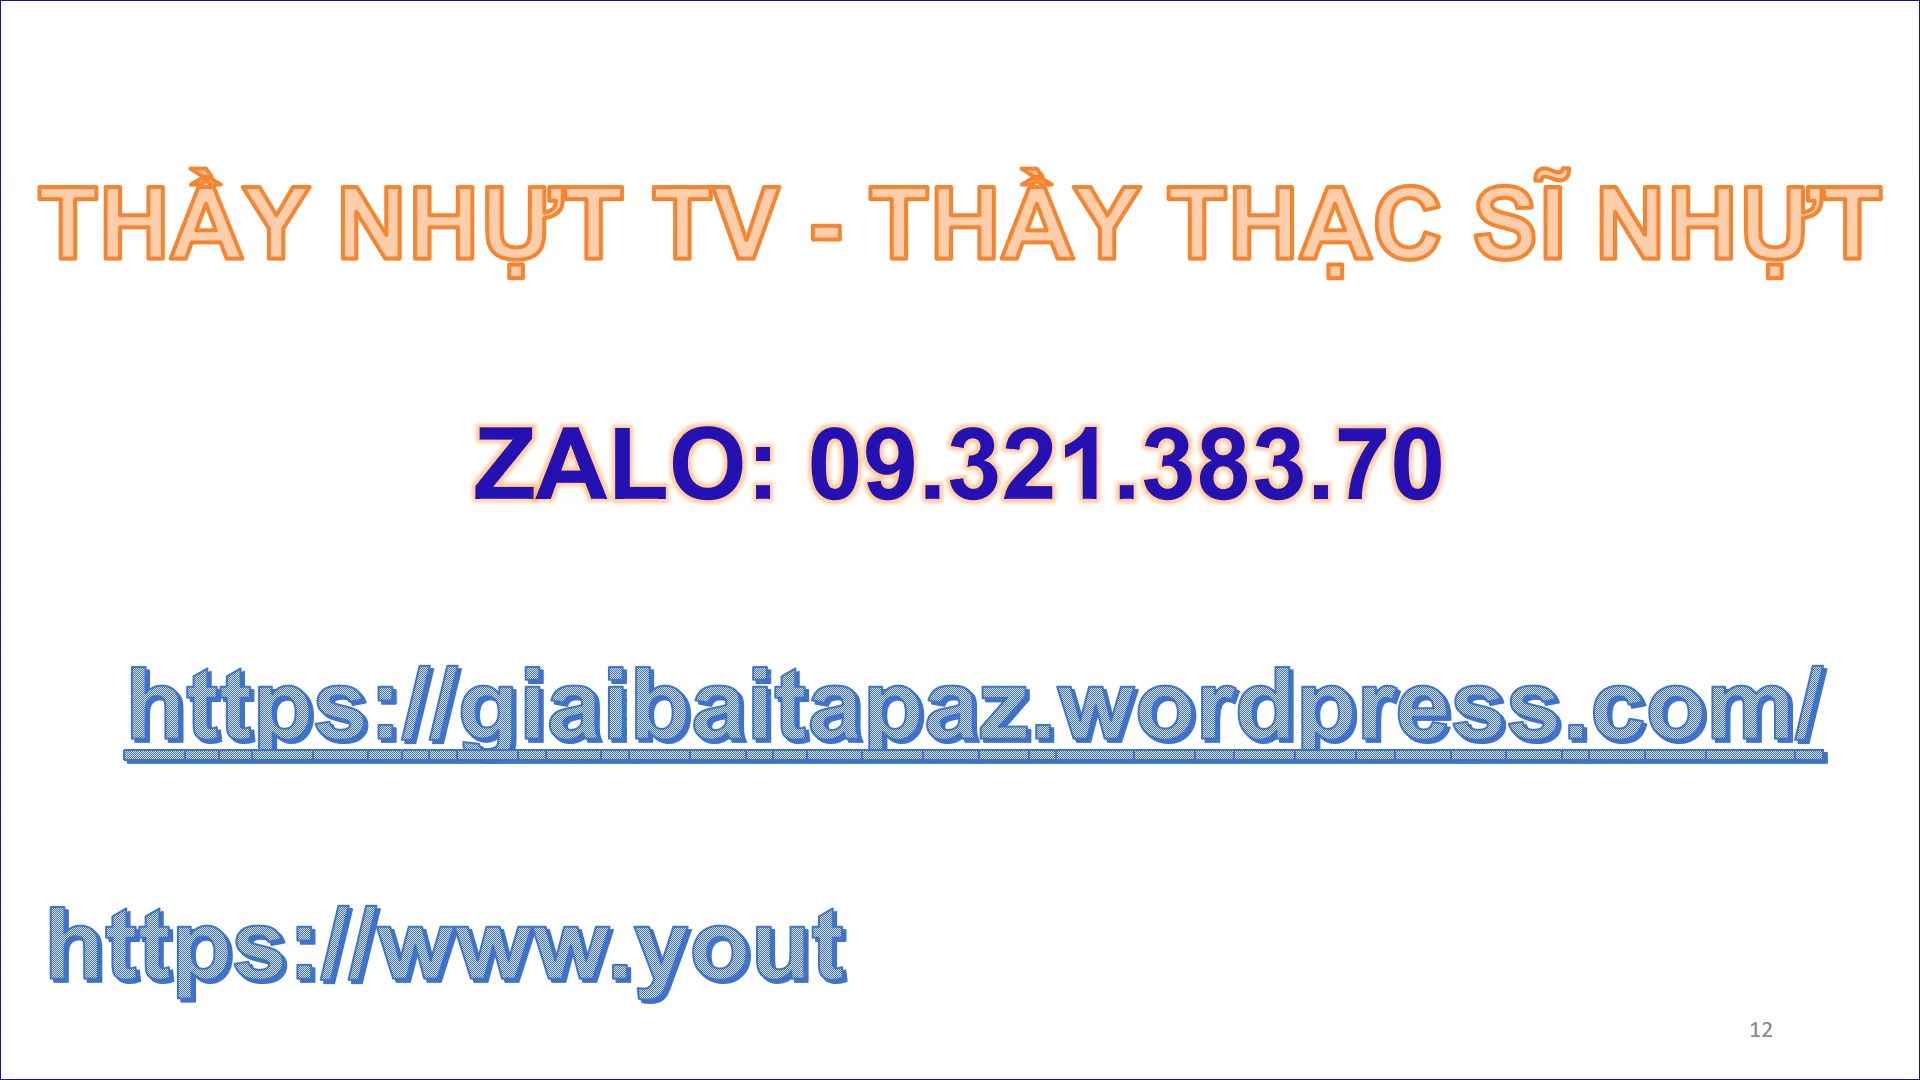 THẦY NHỰT TV - THẦY THẠC SĨ NHỰT
ZALO: 09.321.383.70
https://giaibaitapaz.wordpress.com/
https://www.yout
12